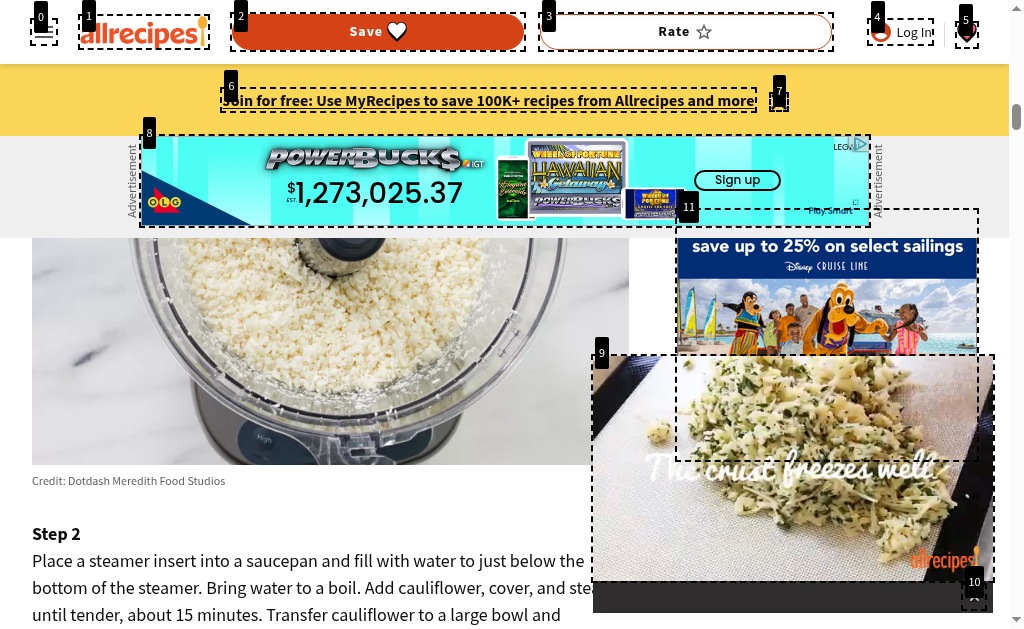 0
1
2
3
4
5
allrecipes
Save
Rate
Log In
6
7
Join for free: Use MyRecipes to save 100K+ recipes from Allrecipes and more
8
Advertisement
POWERBUCK$
IGT
$1,273,025.37
EST.
OLG
WHEEL OF FORTUNE
HAWAIIAN
Getaway
POWERBUCKS
Sign up
Play Smart
Advertisement
11
save up to 25% on select sailings
Disney CRUISE LINE
9
The crust freezes well.
allrecipes
10
High
Credit: Dotdash Meredith Food Studios
Step 2
Place a steamer insert into a saucepan and fill with water to just below the
bottom of the steamer. Bring water to a boil. Add cauliflower, cover, and
until tender, about 15 minutes. Transfer cauliflower to a large bowl and